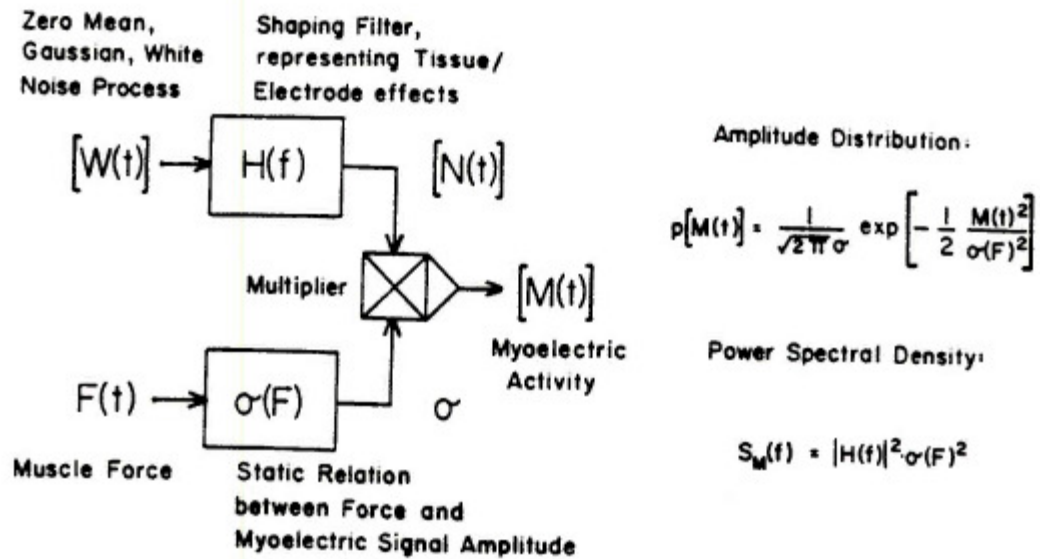 Zero Mean,
Gaussian, White
Noise Process
Shaping Filter,
representing Tissue/
Electrode effects
[W(t)]
H(f)
[N(t)]
Multiplier
[M(t)]
Myoelectric
Activity
F(t)
σ(F)
σ
Muscle Force
Static Relation
between Force and
Myoelectric Signal Amplitude
Amplitude Distribution:
p[M(t)] = 1/√2π σ exp[-1/2 M(t)²/σ(F)²]
Power Spectral Density:
S_M(f) = |H(f)|²·σ(F)²